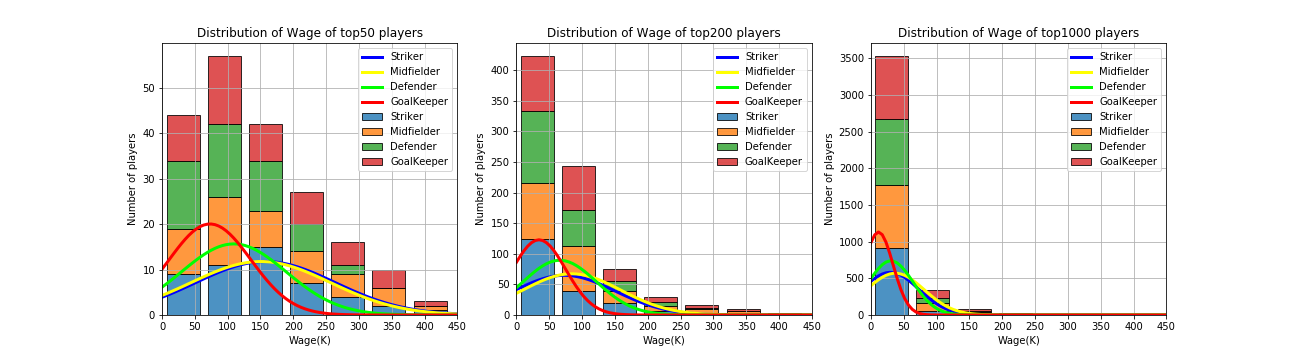 Distribution of Wage of top50 players
Number of players
50
40
30
20
10
0
0 50 100 150 200 250 300 350 400 450
Wage(K)
Striker
Midfielder
Defender
GoalKeeper
Striker
Midfielder
Defender
GoalKeeper
Distribution of Wage of top200 players
Number of players
400
350
300
250
200
150
100
50
0
0 50 100 150 200 250 300 350 400 450
Wage(K)
Striker
Midfielder
Defender
GoalKeeper
Striker
Midfielder
Defender
GoalKeeper
Distribution of Wage of top1000 players
Number of players
3500
3000
2500
2000
1500
1000
500
0
0 50 100 150 200 250 300 350 400 450
Wage(K)
Striker
Midfielder
Defender
GoalKeeper
Striker
Midfielder
Defender
GoalKeeper